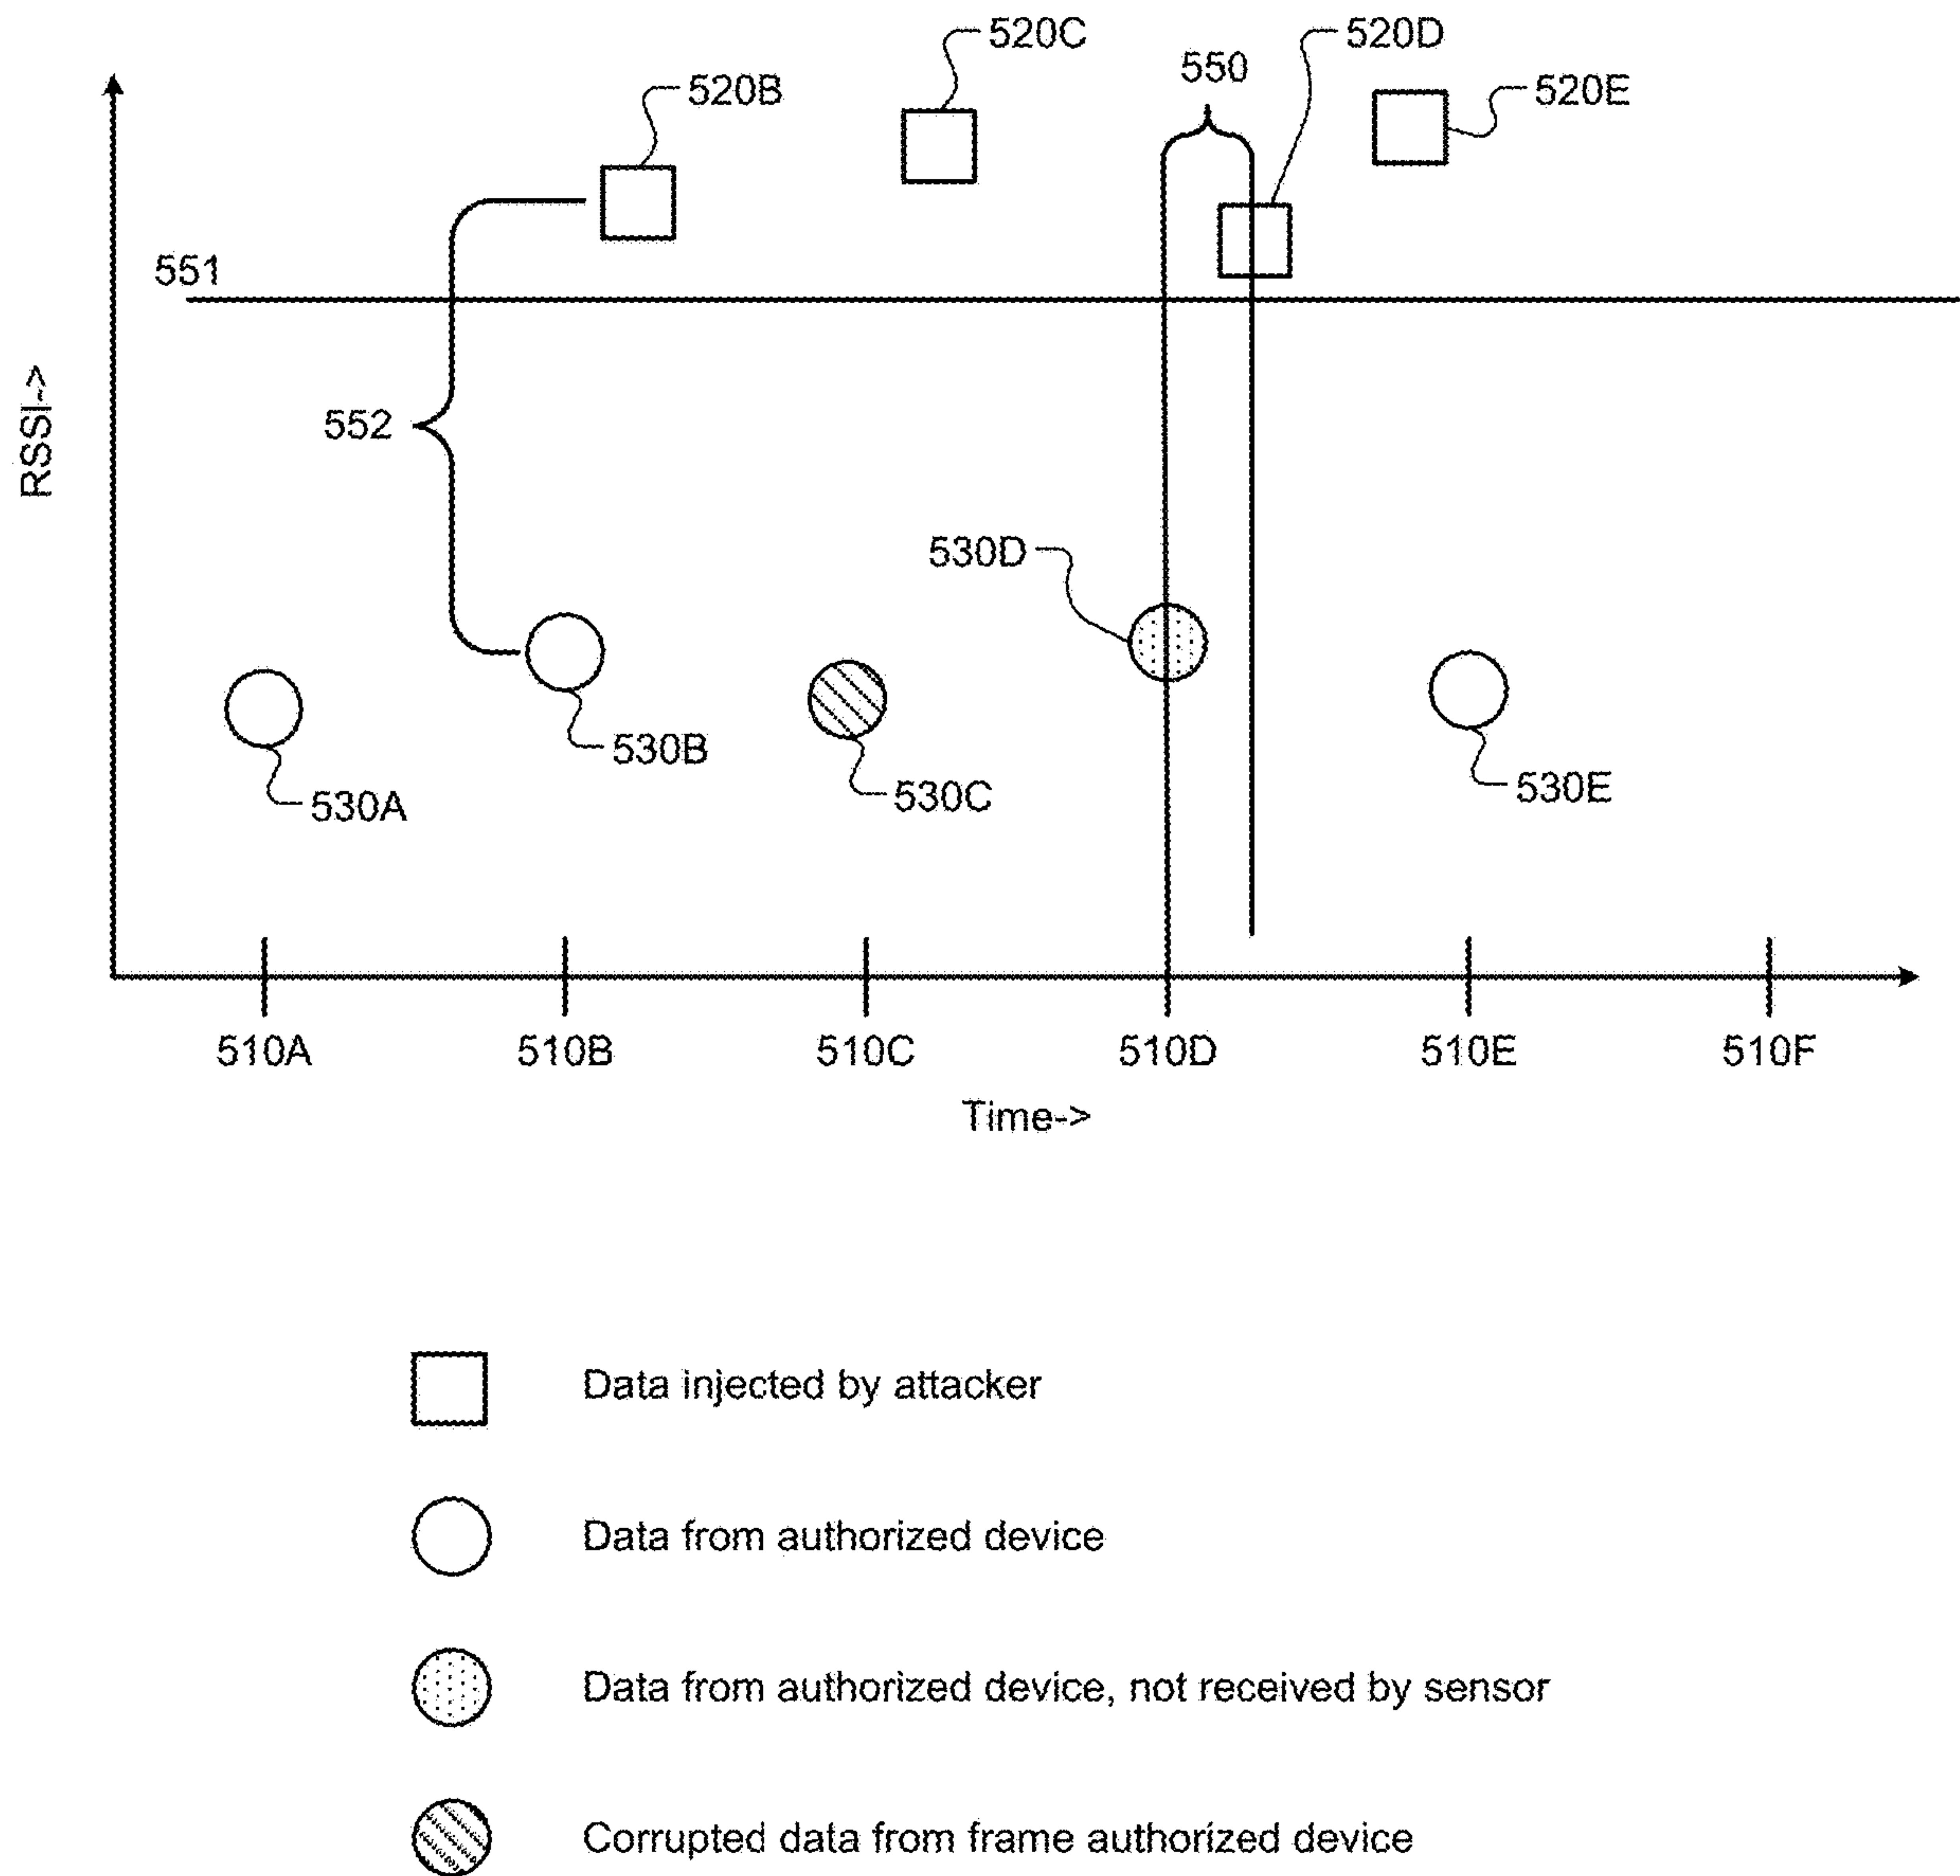 520C
520D
550
520B
520E
551
RSSI->
552
530D
530B
530C
530E
530A
510A 510B 510C 510D 510E 510F
Time->
Data injected by attacker
Data from authorized device
Data from authorized device, not received by sensor
Corrupted data from frame authorized device